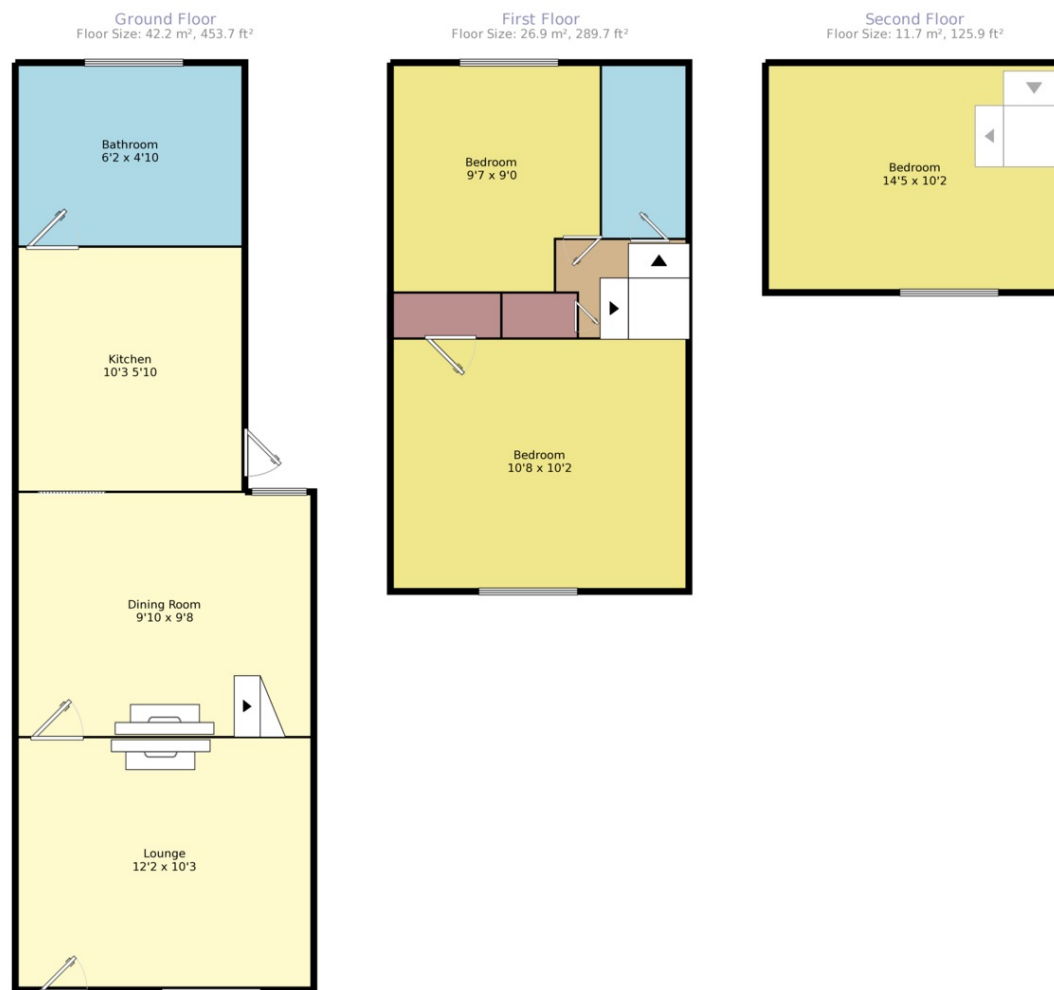 Ground Floor
Floor Size: 42.2 m², 453.7 ft²
Bathroom
6'2 x 4'10
Kitchen
10'3 5'10
Dining Room
9'10 x 9'8
Lounge
12'2 x 10'3
First Floor
Floor Size: 26.9 m², 289.7 ft²
Bedroom
9'7 x 9'0
Bedroom
10'8 x 10'2
Second Floor
Floor Size: 11.7 m², 125.9 ft²
Bedroom
14'5 x 10'2